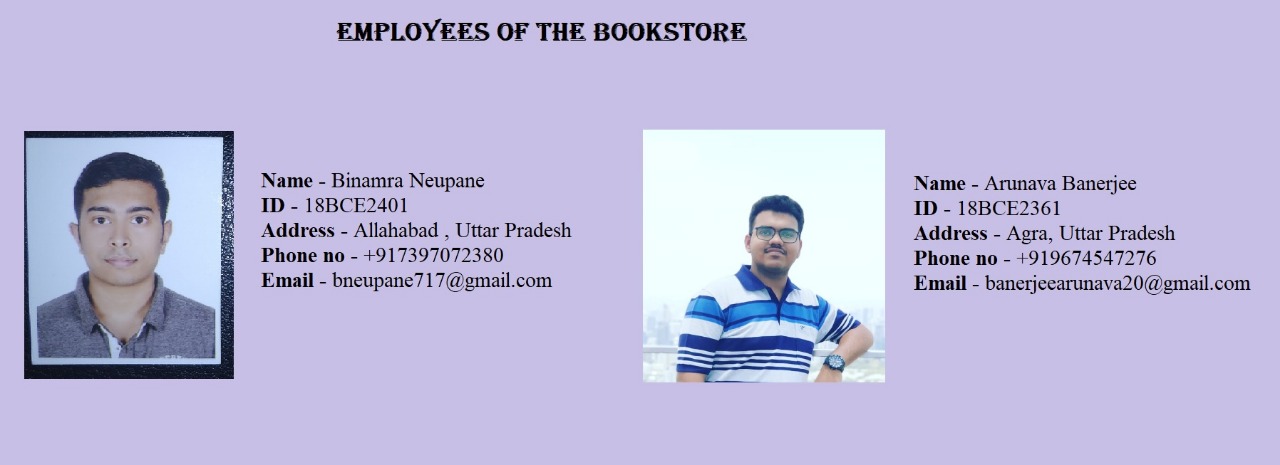 EMPLOYEES OF THE BOOKSTORE
Name - Binamra Neupane
ID - 18BCE2401
Address - Allahabad , Uttar Pradesh
Phone no - +917397072380
Email - bneupane717@gmail.com
Name - Arunava Banerjee
ID - 18BCE2361
Address - Agra, Uttar Pradesh
Phone no - +919674547276
Email - banerjeearunava20@gmail.com